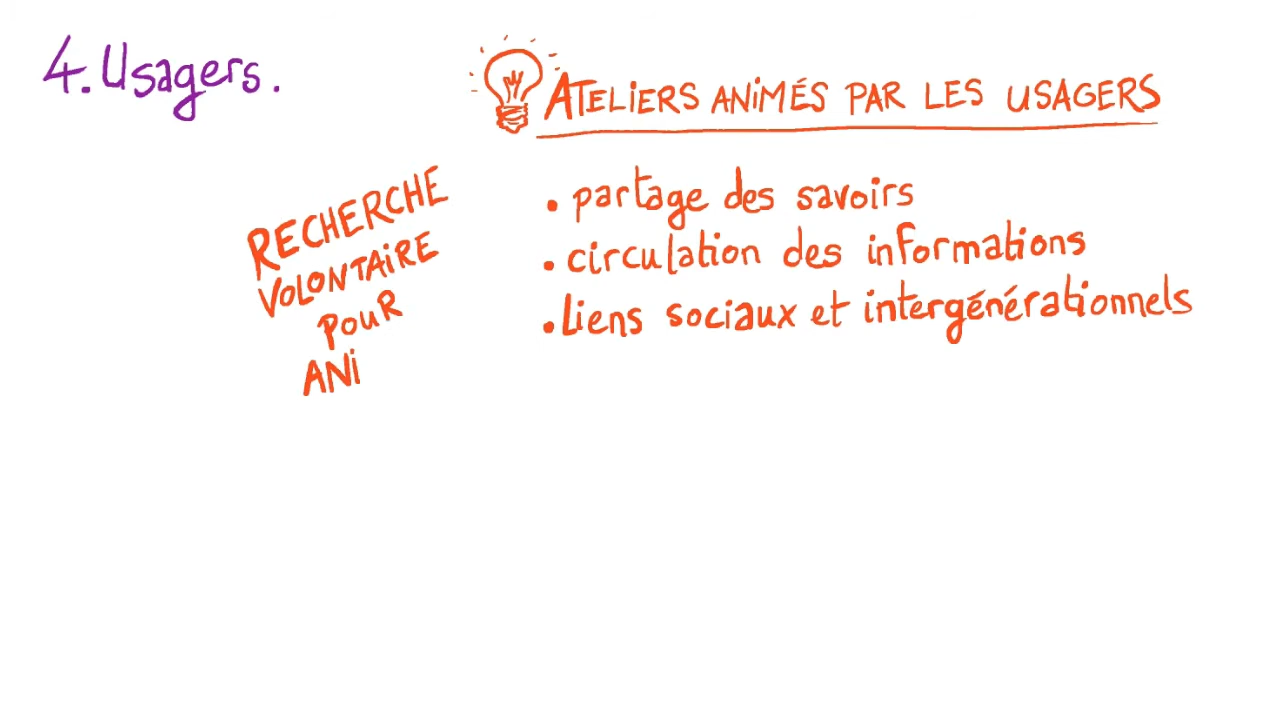 4. Usagers.
ATELIERS ANIMÉS PAR LES USAGERS
• partage des savoirs
• circulation des informations
• liens sociaux et intergénérationnels
RECHERCHE
VOLONTAIRE
POUR
ANI